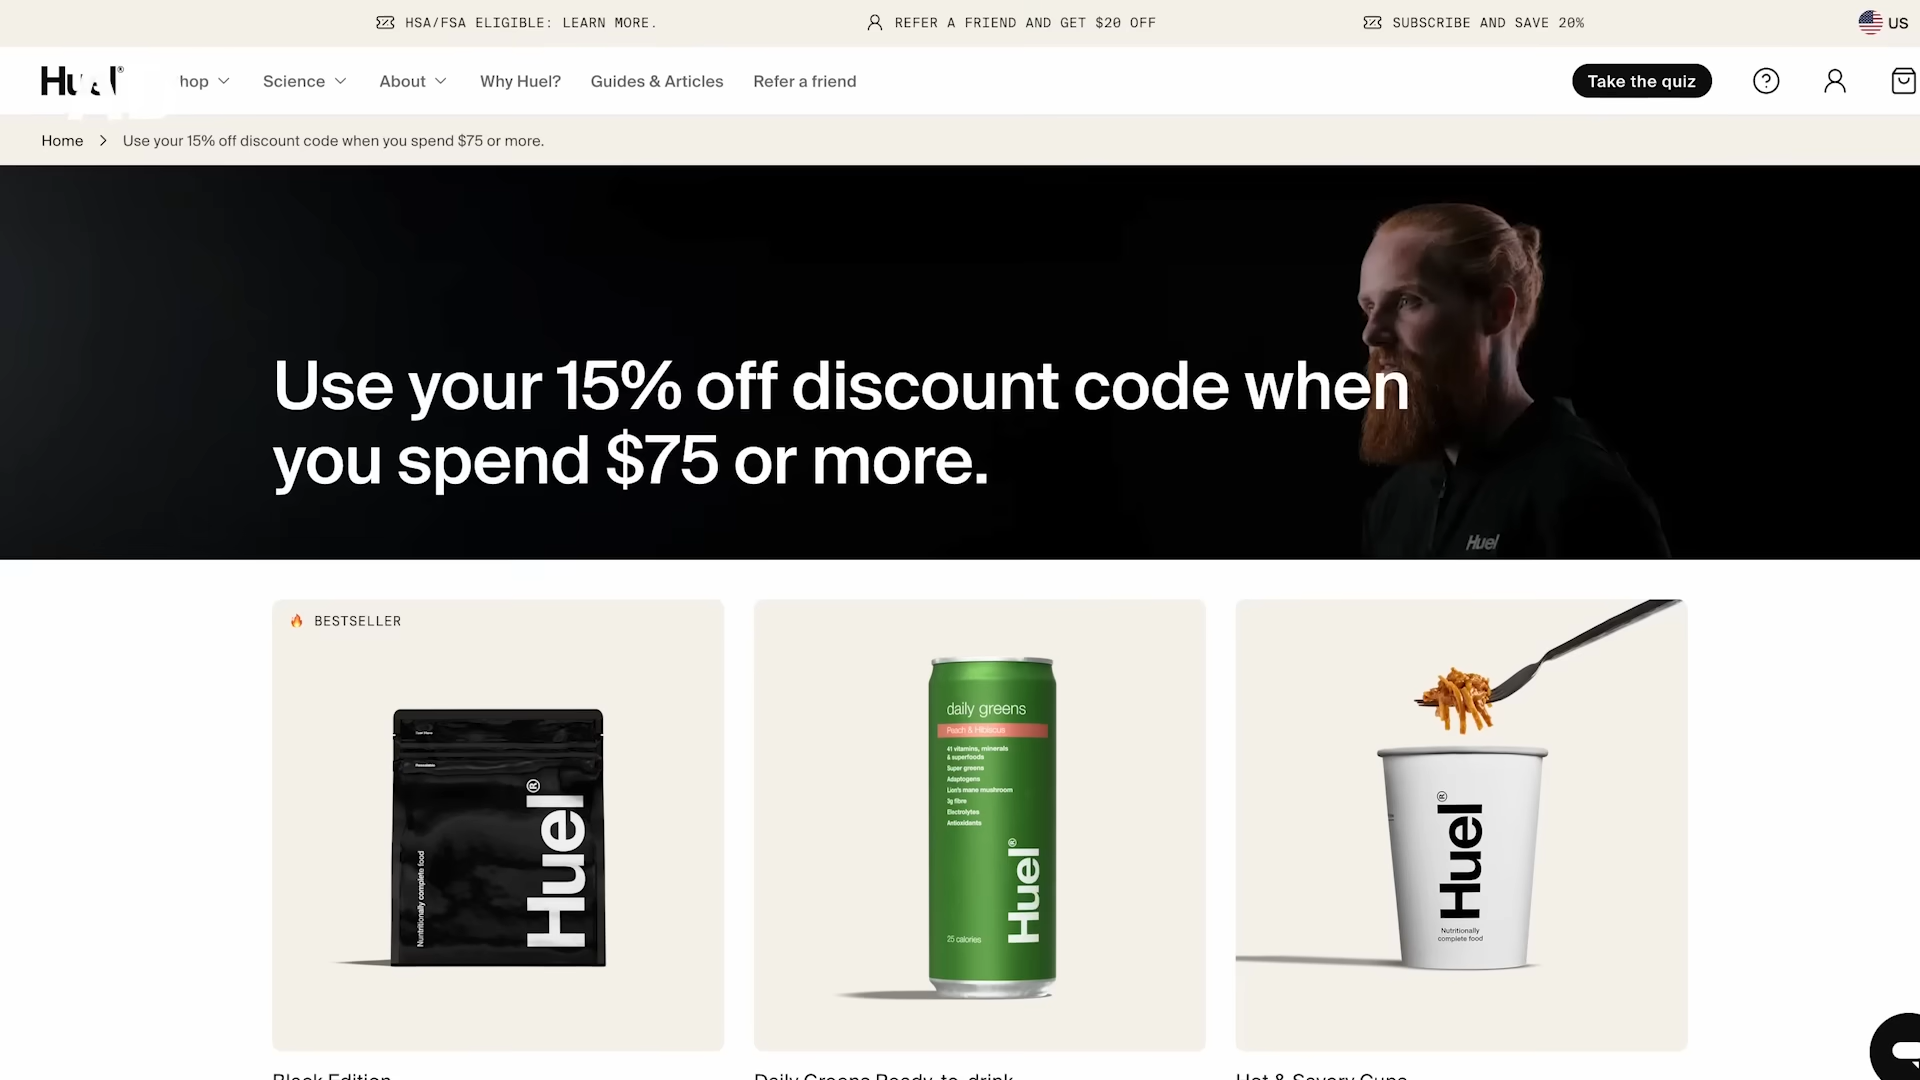 HSA/FSA ELIGIBLE: LEARN MORE.
REFER A FRIEND AND GET $20 OFF
SUBSCRIBE AND SAVE 20%
US
hop
Science
About
Why Huel?
Guides & Articles
Refer a friend
Take the quiz
Home > Use your 15% off discount code when you spend $75 or more.
Use your 15% off discount code when
you spend $75 or more.
Huel
BESTSELLER
Huel®
Nutritionally complete food
daily greens
Peach & Hibiscus
41 vitamins, minerals
& superfoods
Super greens
Adaptogens
Lion's mane mushroom
3g fibre
Electrolytes
Antioxidants
Huel®
25 calories
Huel®
Nutritionally
complete food
Black Edition
Daily Greens Ready-to-drink
Hot & Savory Cups